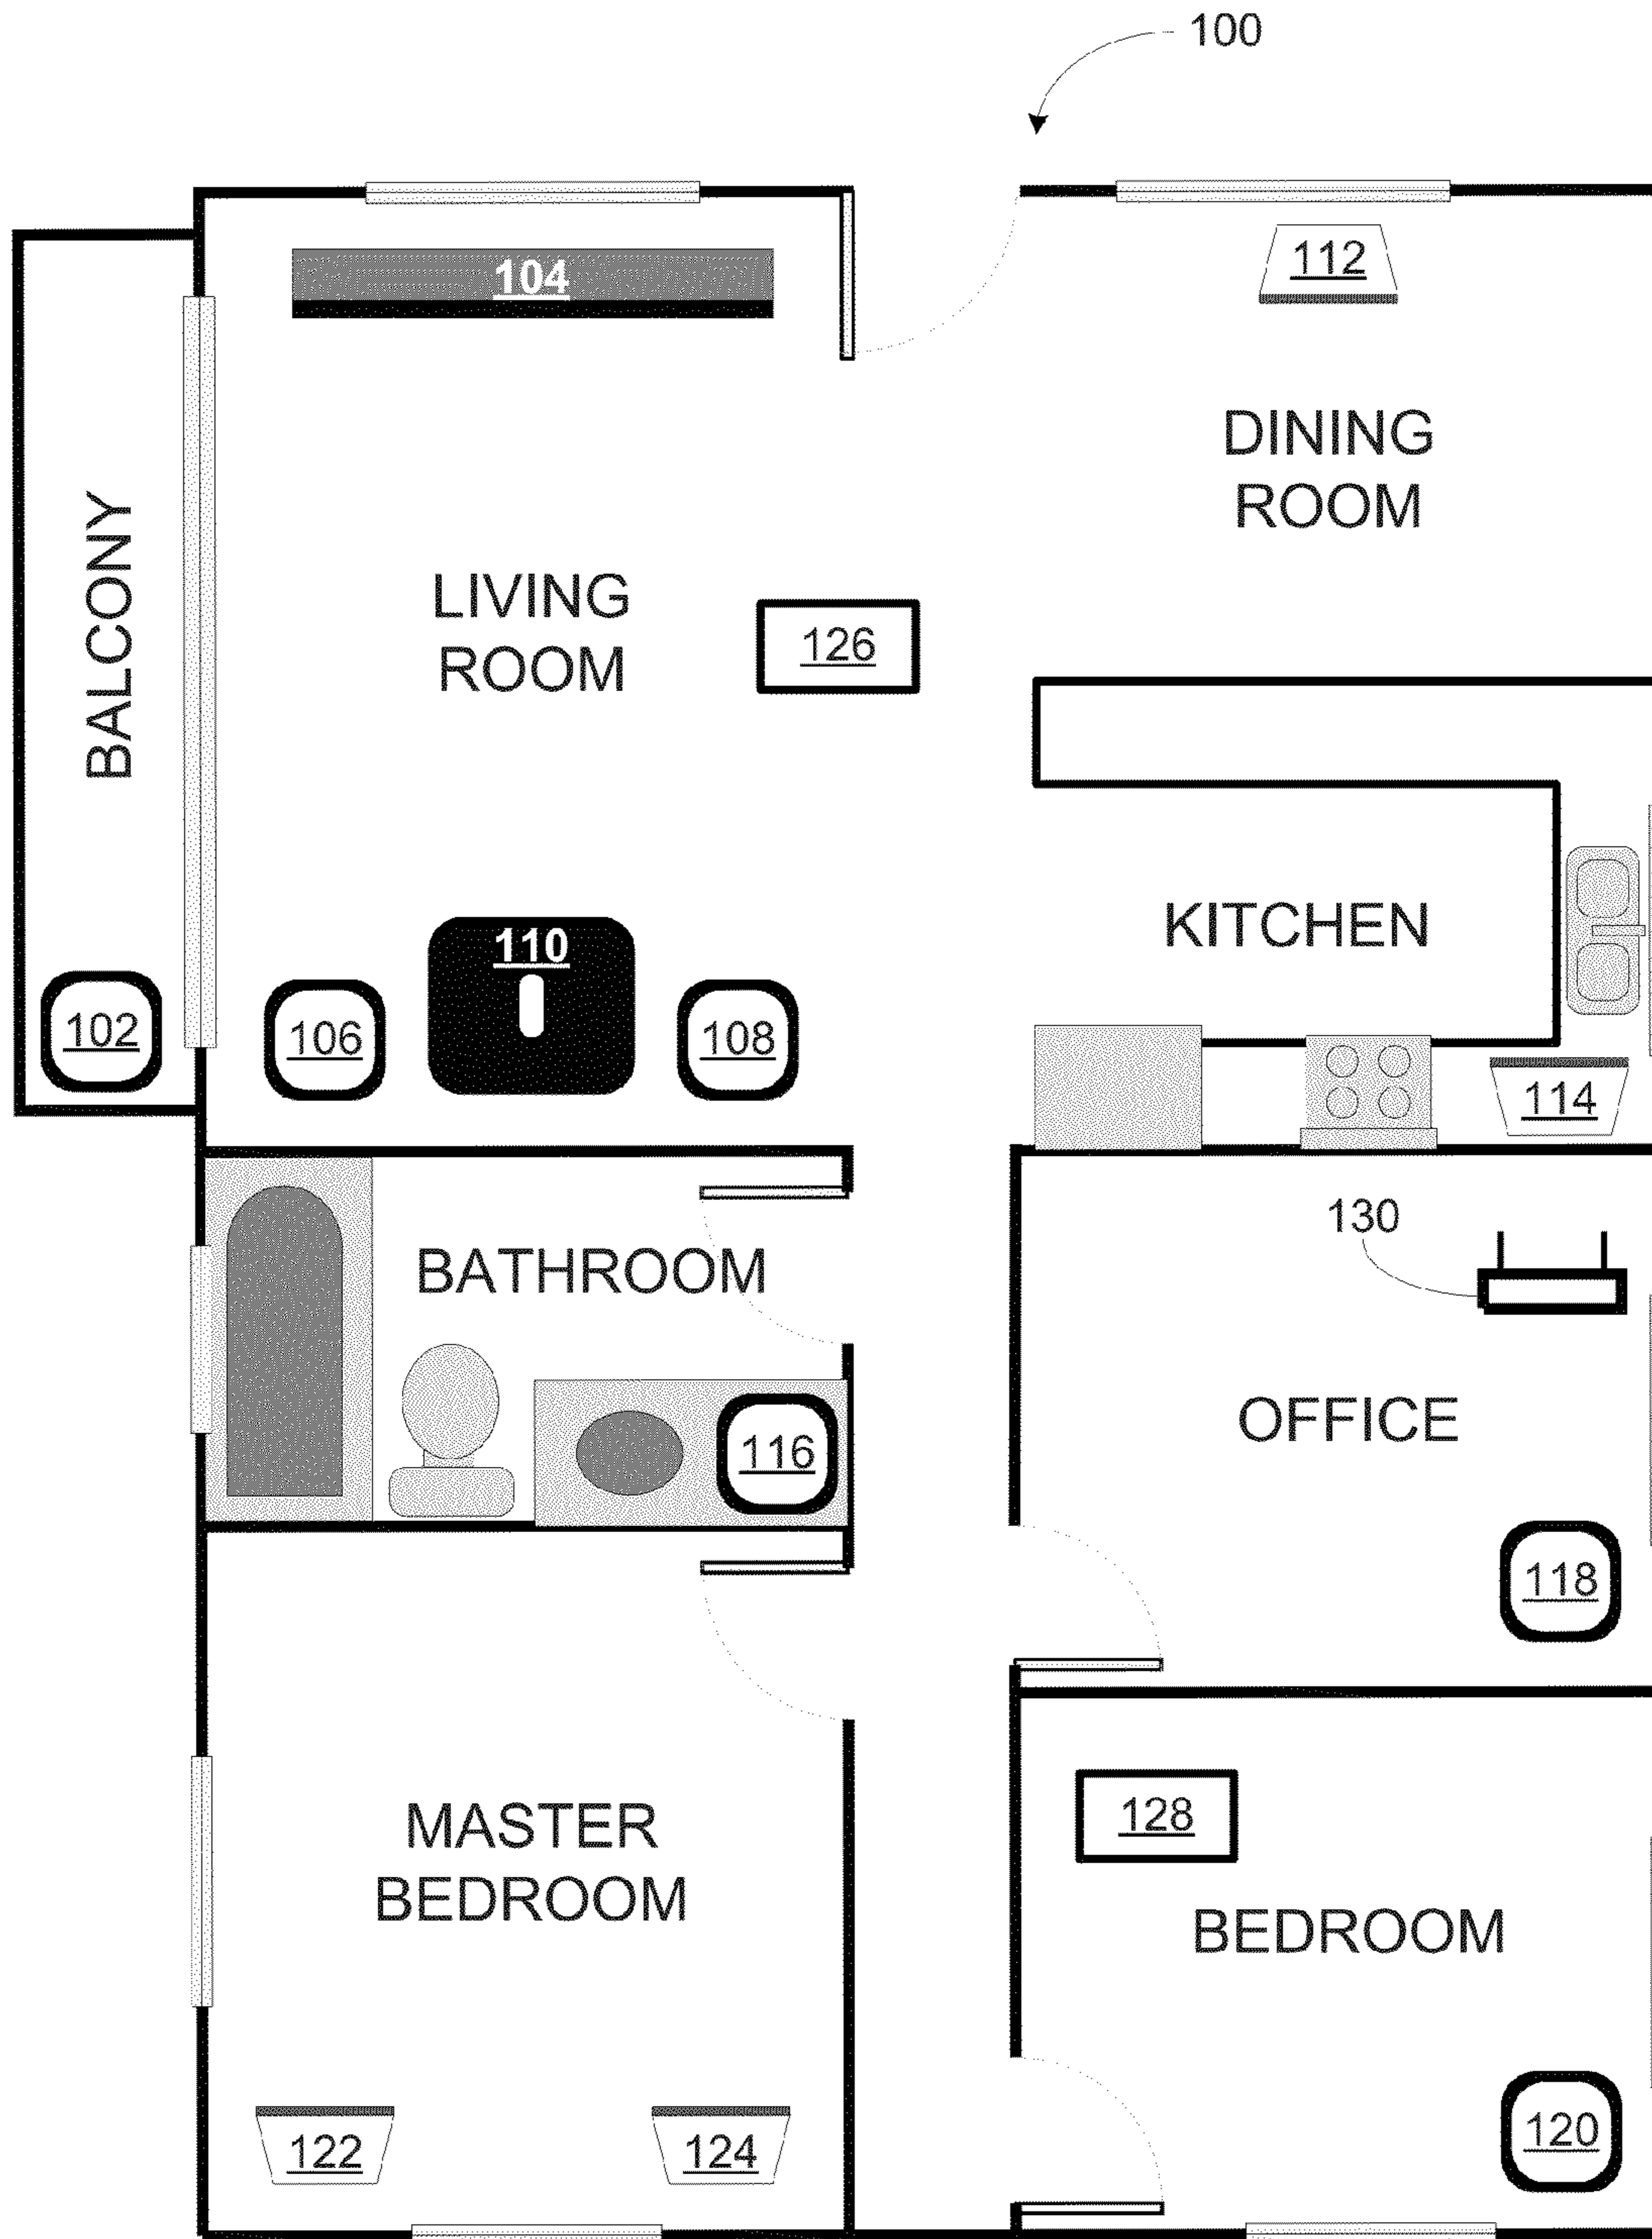 100
104
112
DINING
ROOM
BALCONY
LIVING
ROOM
126
KITCHEN
110
102
106
108
114
130
BATHROOM
OFFICE
116
118
MASTER
BEDROOM
128
BEDROOM
122
124
120